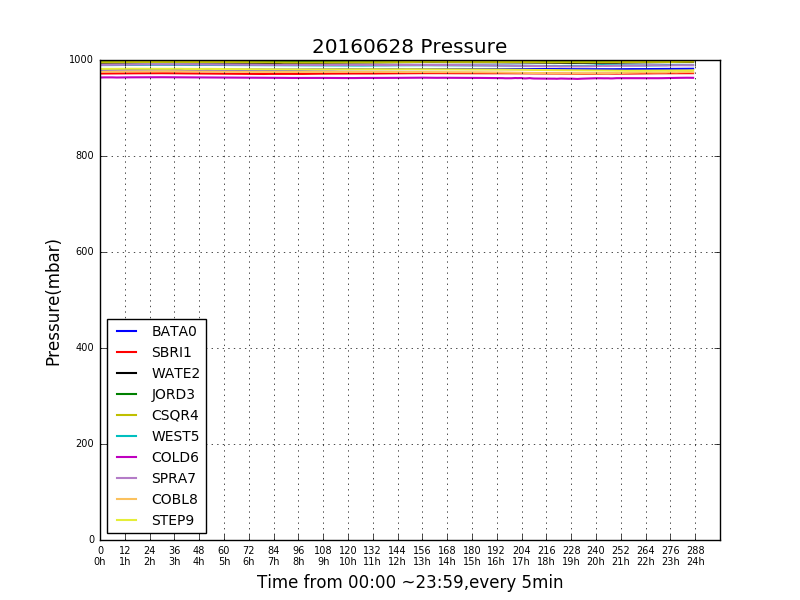 20160628 Pressure
1000
800
600
400
200
0
Pressure(mbar)
BATA0
SBRI1
WATE2
JORD3
CSQR4
WEST5
COLD6
SPRA7
COBL8
STEP9
0 12 24 36 48 60 72 84 96 108 120 132 144 156 168 180 192 204 216 228 240 252 264 276 288
0h 1h 2h 3h 4h 5h 6h 7h 8h 9h 10h 11h 12h 13h 14h 15h 16h 17h 18h 19h 20h 21h 22h 23h 24h
Time from 00:00 ~23:59,every 5min